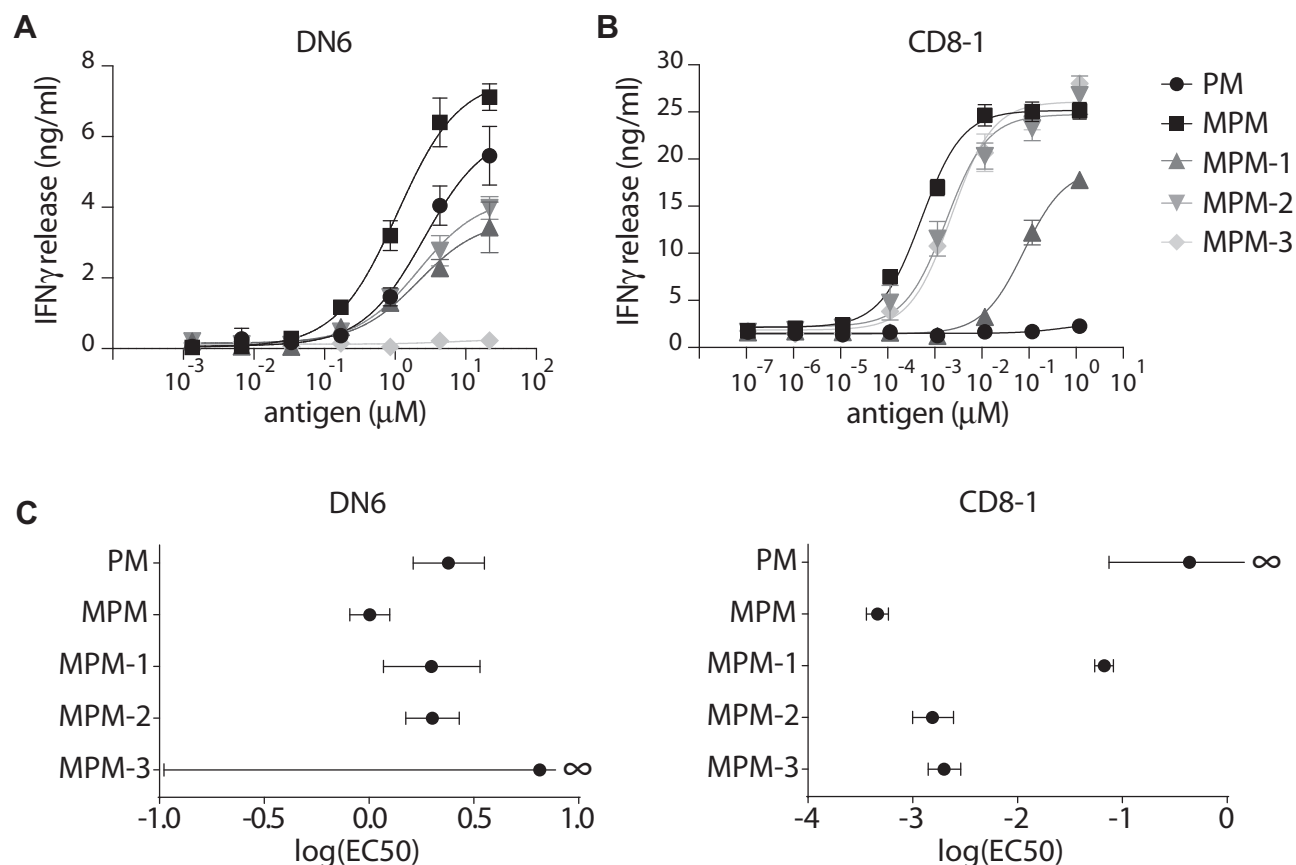 A
DN6
IFNγ release (ng/ml)
8
6
4
2
0
10-3 10-2 10-1 100 101 102
antigen (μM)
B
CD8-1
IFNγ release (ng/ml)
30
25
20
15
10
5
0
10-7 10-6 10-5 10-4 10-3 10-2 10-1 100 101
antigen (μM)
PM
MPM
MPM-1
MPM-2
MPM-3
C
DN6
PM
MPM
MPM-1
MPM-2
MPM-3
∞
-1.0 -0.5 0.0 0.5 1.0
log(EC50)
CD8-1
PM
∞
MPM
MPM-1
MPM-2
MPM-3
-4 -3 -2 -1 0
log(EC50)